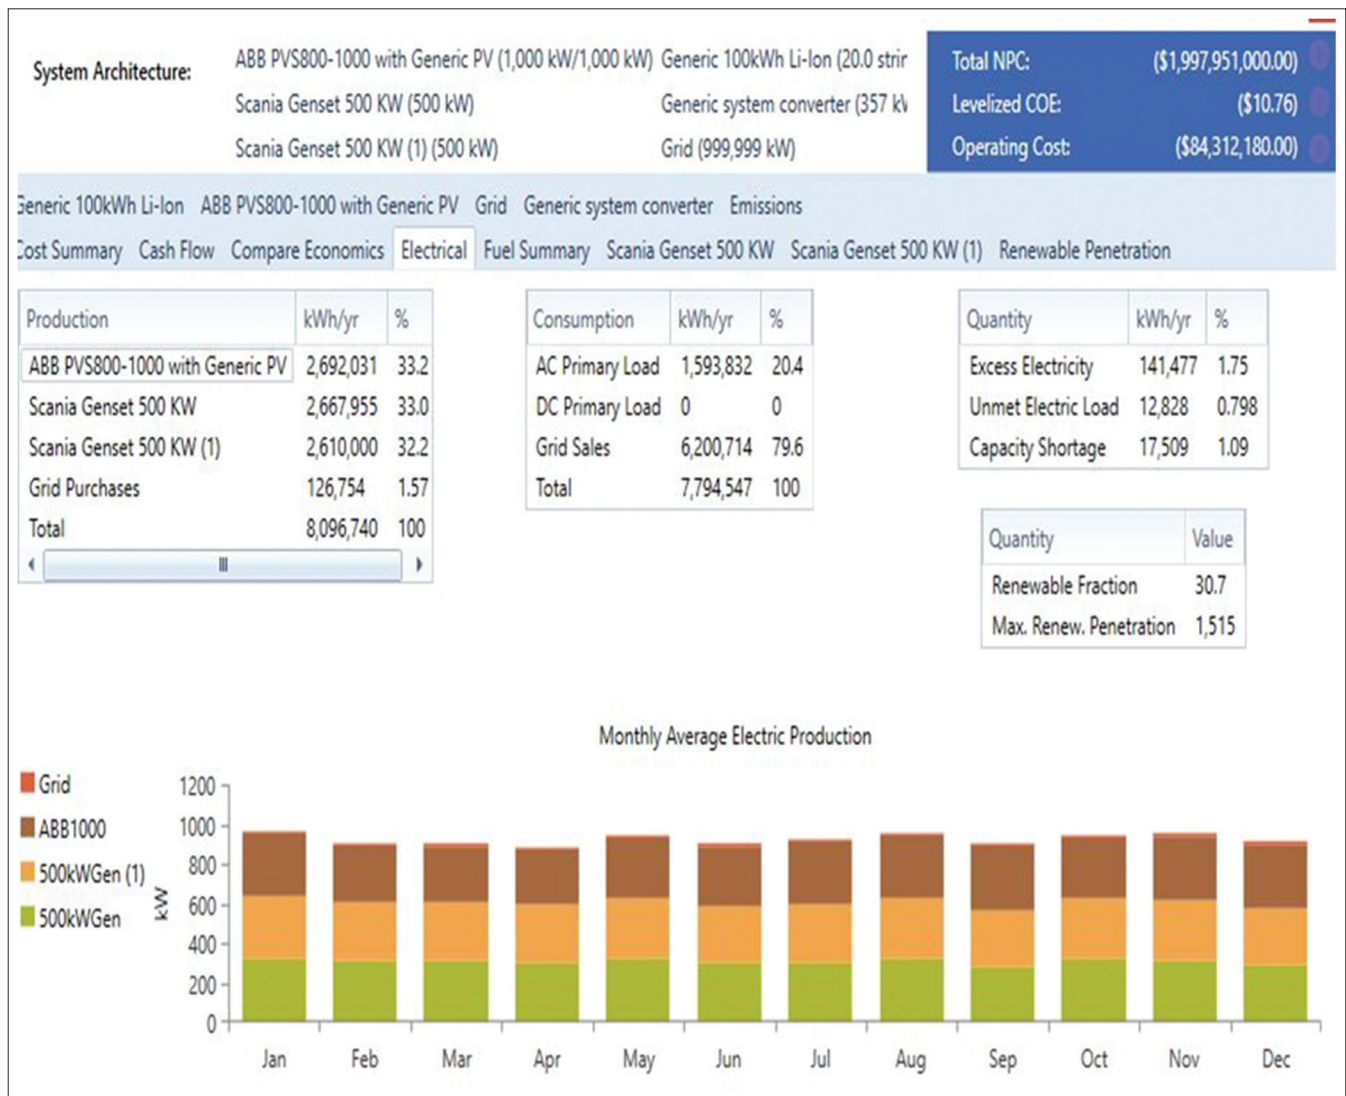 System Architecture:
ABB PVS800-1000 with Generic PV (1,000 kW/1,000 kW) Generic 100kWh Li-Ion (20.0 strir
Scania Genset 500 KW (500 kW) Generic system converter (357 kV
Scania Genset 500 KW (1) (500 kW) Grid (999,999 kW)
Total NPC: ($1,997,951,000.00)
Levelized COE: ($10.76)
Operating Cost: ($84,312,180.00)
Generic 100kWh Li-Ion ABB PVS800-1000 with Generic PV Grid Generic system converter Emissions
Cost Summary Cash Flow Compare Economics Electrical Fuel Summary Scania Genset 500 KW Scania Genset 500 KW (1) Renewable Penetration
Production kWh/yr %
ABB PVS800-1000 with Generic PV 2,692,031 33.2
Scania Genset 500 KW 2,667,955 33.0
Scania Genset 500 KW (1) 2,610,000 32.2
Grid Purchases 126,754 1.57
Total 8,096,740 100
Consumption kWh/yr %
AC Primary Load 1,593,832 20.4
DC Primary Load 0 0
Grid Sales 6,200,714 79.6
Total 7,794,547 100
Quantity kWh/yr %
Excess Electricity 141,477 1.75
Unmet Electric Load 12,828 0.798
Capacity Shortage 17,509 1.09
Quantity Value
Renewable Fraction 30.7
Max. Renew. Penetration 1,515
Monthly Average Electric Production
Grid
ABB1000
500kWGen (1)
500kWGen
kW
1200
1000
800
600
400
200
0
Jan Feb Mar Apr May Jun Jul Aug Sep Oct Nov Dec